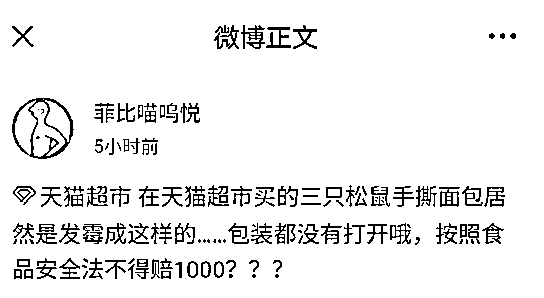 微博正文
菲比喵呜悦
5小时前
天猫超市 在天猫超市买的三只松鼠手撕面包居
然是发霉成这样的……包装都没有打开哦，按照食
品安全法不得赔1000？？？